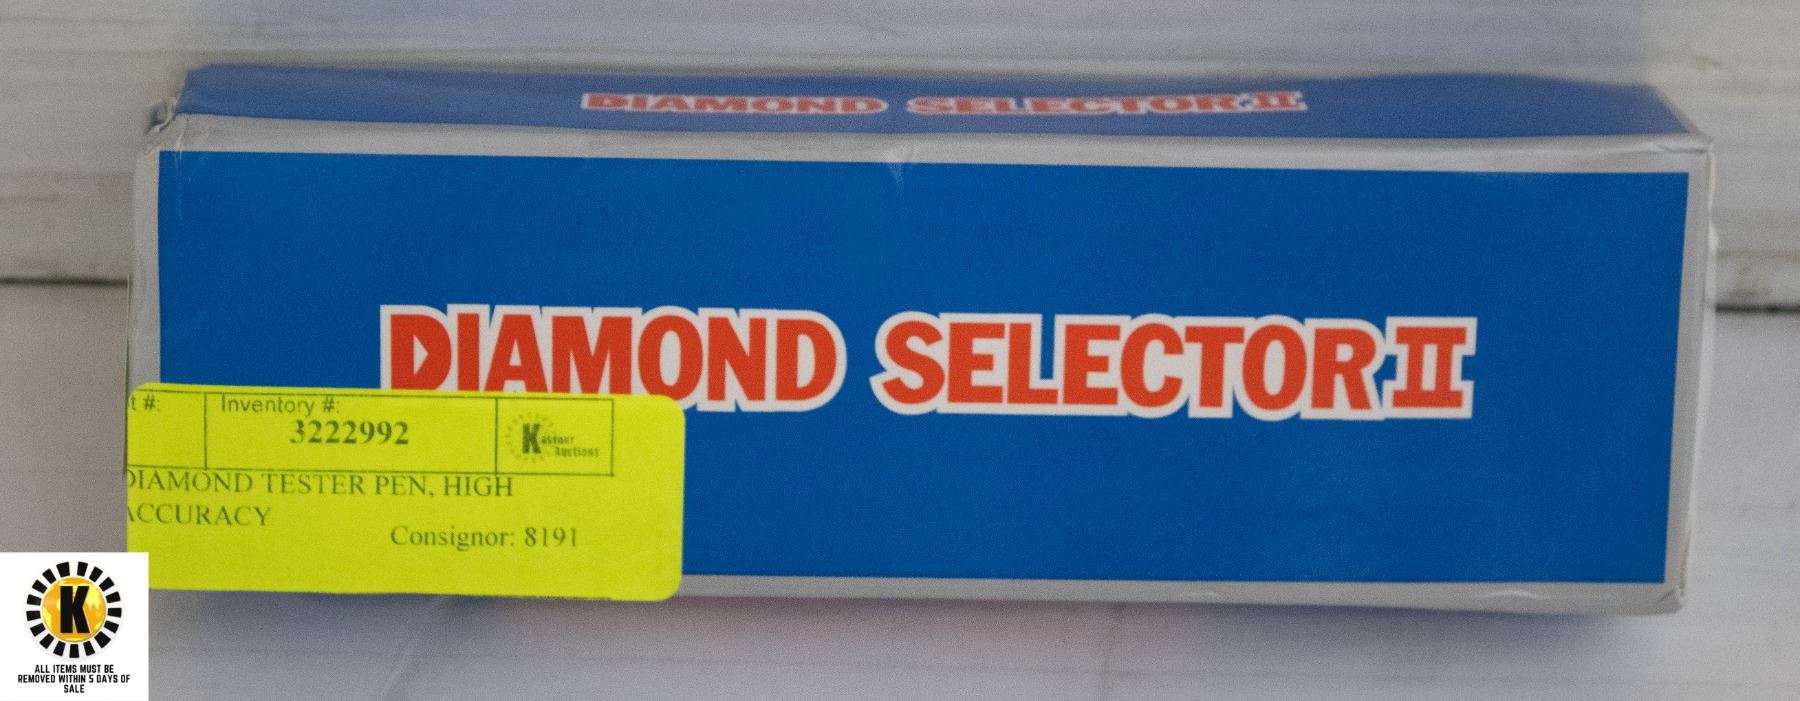 DIAMOND SELECTOR II
DIAMOND SELECTOR II
t #:
Inventory #:
3222992
Kastner
Auctions
DIAMOND TESTER PEN, HIGH
ACCURACY
Consignor: 8191
K
ALL ITEMS MUST BE
REMOVED WITHIN 5 DAYS OF
SALE